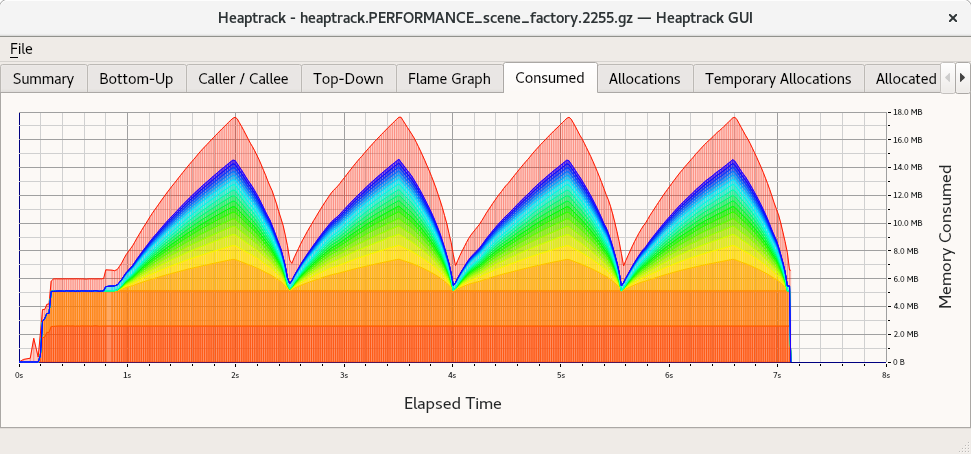 Heaptrack - heaptrack.PERFORMANCE_scene_factory.2255.gz — Heaptrack GUI
File
Summary Bottom-Up Caller / Callee Top-Down Flame Graph Consumed Allocations Temporary Allocations Allocated
18.0 MB
16.0 MB
14.0 MB
12.0 MB
10.0 MB
8.0 MB
6.0 MB
4.0 MB
2.0 MB
0 B
Memory Consumed
0s 1s 2s 3s 4s 5s 6s 7s 8s
Elapsed Time